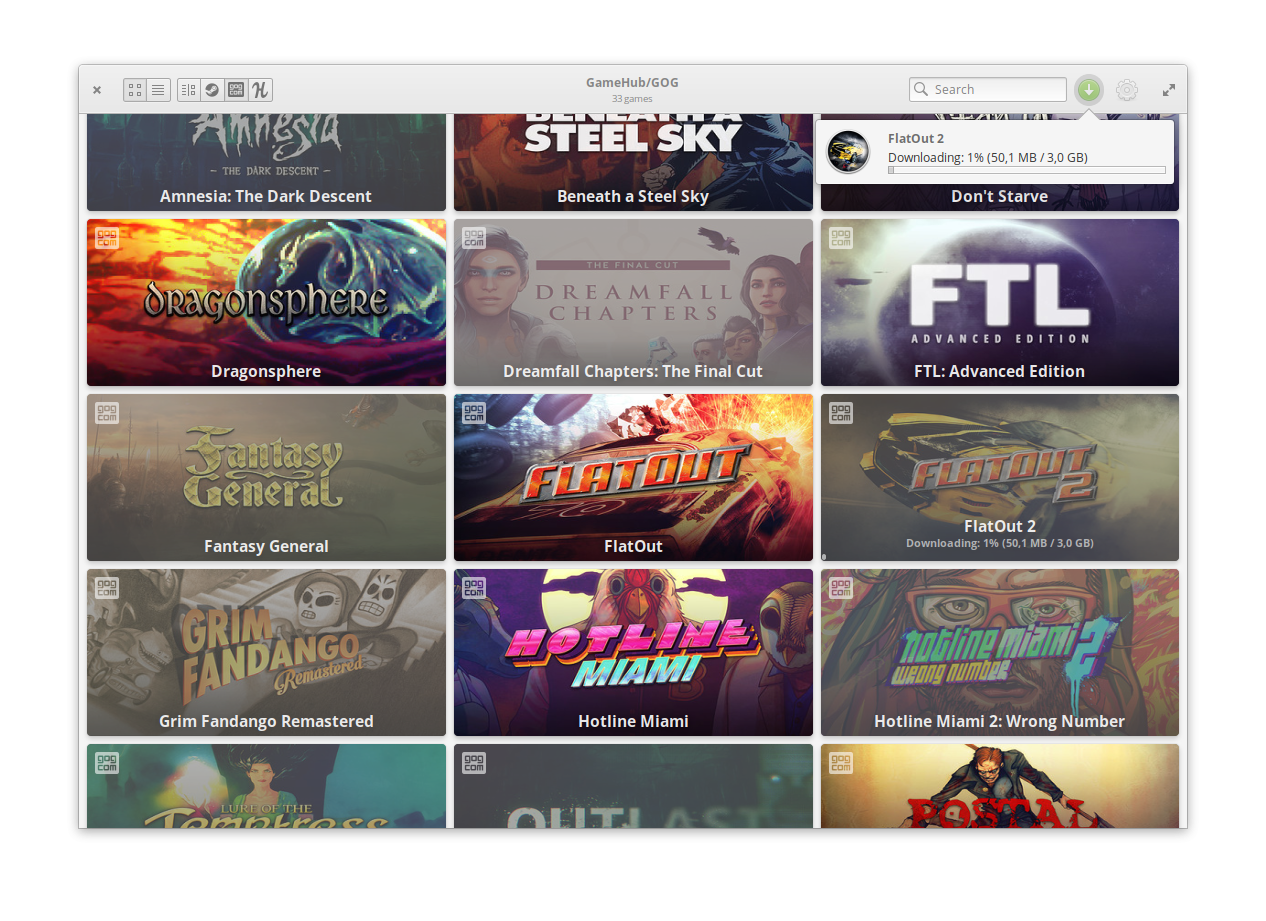 GameHub/GOG
33 games
gog
com
Search
FlatOut 2
Downloading: 1% (50,1 MB / 3,0 GB)
Amnesia
~ THE DARK DESCENT ~
Amnesia: The Dark Descent
BENEATH A
STEEL SKY
Beneath a Steel Sky
Don't Starve
gog
com
DRAGONSPHERE
Dragonsphere
gog
com
THE FINAL CUT
DREAMFALL
CHAPTERS
Dreamfall Chapters: The Final Cut
gog
com
FTL
ADVANCED EDITION
FTL: Advanced Edition
gog
com
Fantasy
General
Fantasy General
gog
com
FLATOUT
FlatOut
gog
com
FLATOUT
2
FlatOut 2
Downloading: 1% (50,1 MB / 3,0 GB)
gog
com
GRIM
FANDANGO
Remastered
Grim Fandango Remastered
gog
com
HOTLINE
MIAMI
Hotline Miami
gog
com
hotline miami 2
wrong number
Hotline Miami 2: Wrong Number
gog
com
LURE OF THE
Temptress
gog
com
OUTLAST
gog
com
POSTAL